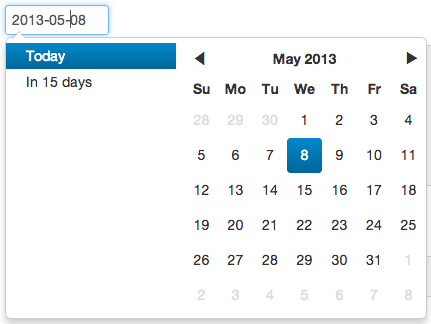 2013-05-08
Today
In 15 days
May 2013
Su Mo Tu We Th Fr Sa
28 29 30 1 2 3 4
5 6 7 8 9 10 11
12 13 14 15 16 17 18
19 20 21 22 23 24 25
26 27 28 29 30 31 1
2 3 4 5 6 7 8